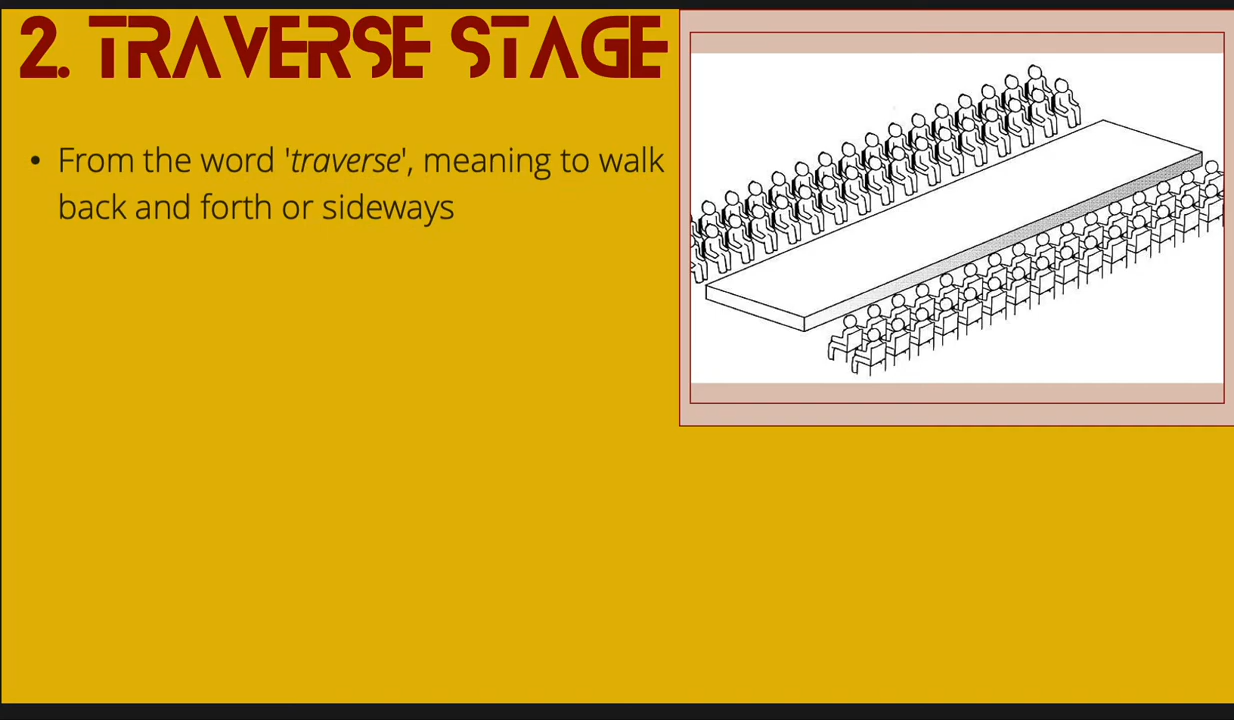 2. TRAVERSE STAGE
• From the word 'traverse', meaning to walk
back and forth or sideways